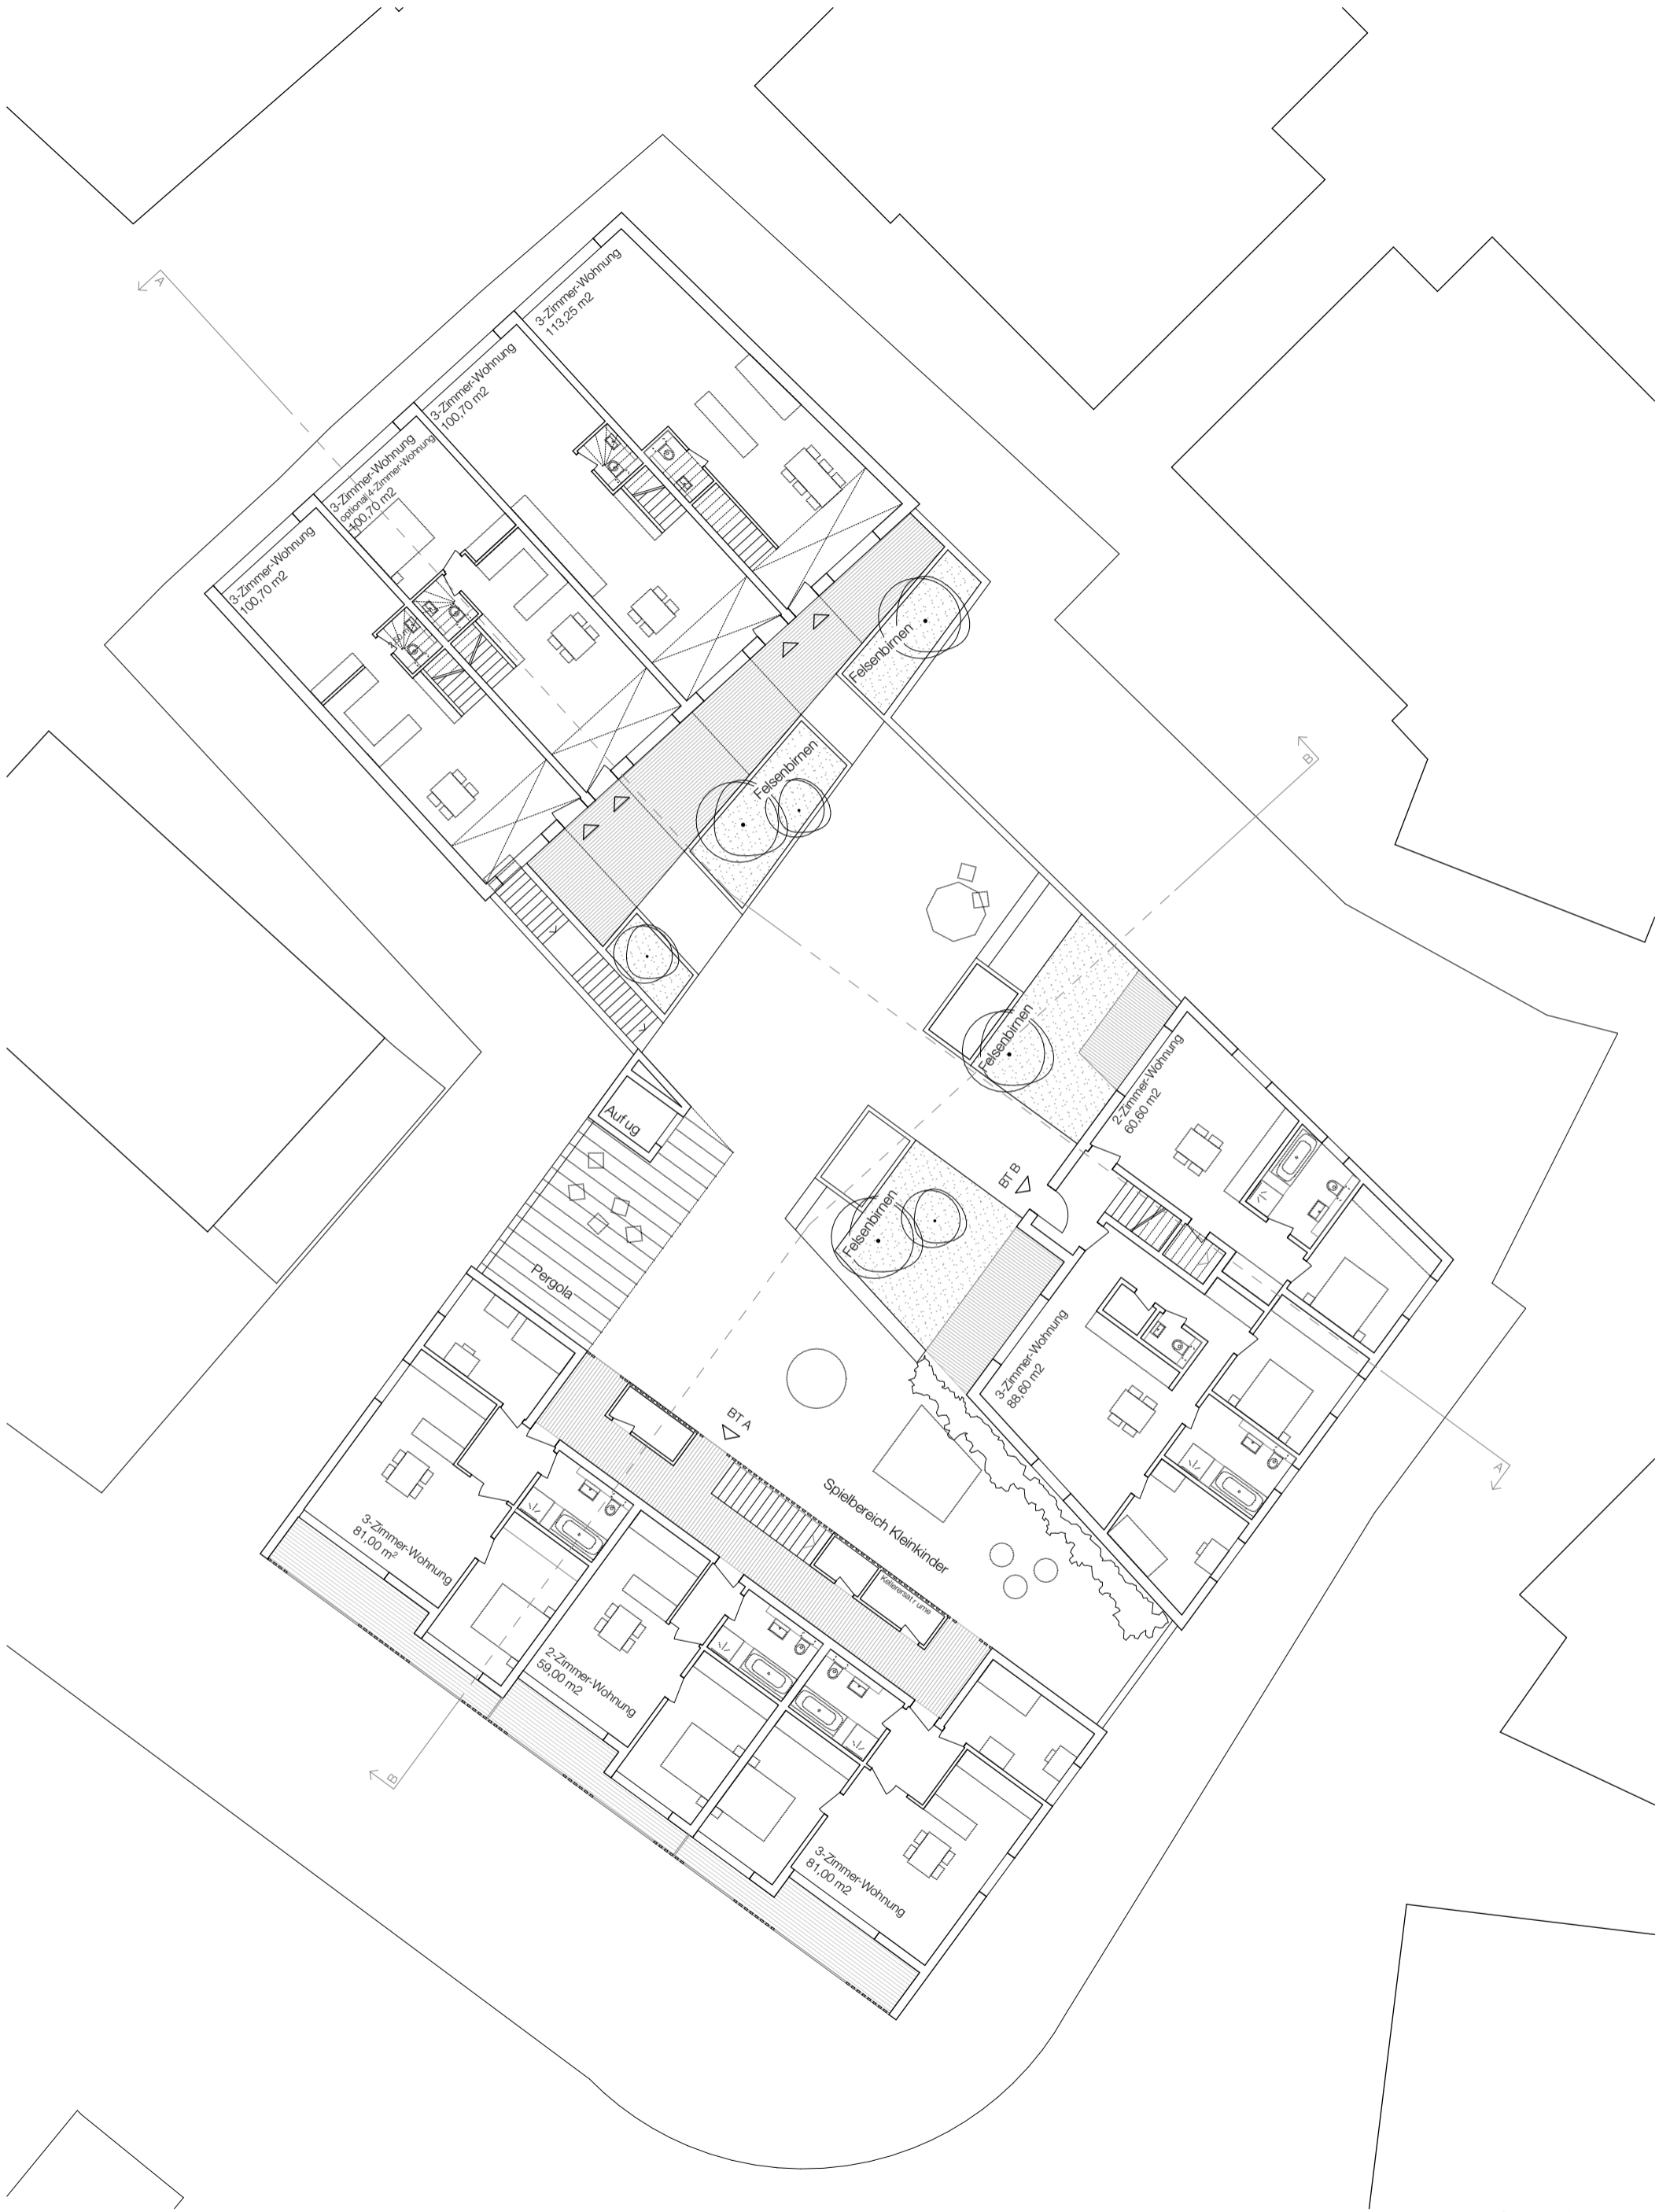 A
3-Zimmer-Wohnung
113,25 m2
3-Zimmer-Wohnung
100,70 m2
3-Zimmer-Wohnung
optional/4-Zimmer-Wohnung
100,70 m2
3-Zimmer-Wohnung
100,70 m2
Felsenbirnen
Felsenbirnen
B
Felsenbirnen
2-Zimmer-Wohnung
60,60 m2
Aufug
BT B
Felsenbirnen
Pergola
3-Zimmer-Wohnung
88,60 m2
BT A
A
Spielbereich Kleinkinder
3-Zimmer-Wohnung
81,00 m²
Kellerersatr ume
2-Zimmer-Wohnung
59,00 m2
B
3-Zimmer-Wohnung
81,00 m2